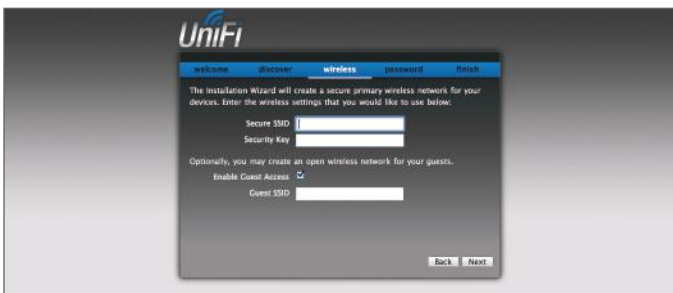 UniFi
welcome discover wireless password finish
The Installation Wizard will create a secure primary wireless network for your
devices. Enter the wireless settings that you would like to use below:
Secure SSID
Security Key
Optionally, you may create an open wireless network for your guests.
Enable Guest Access
Guest SSID
Back Next